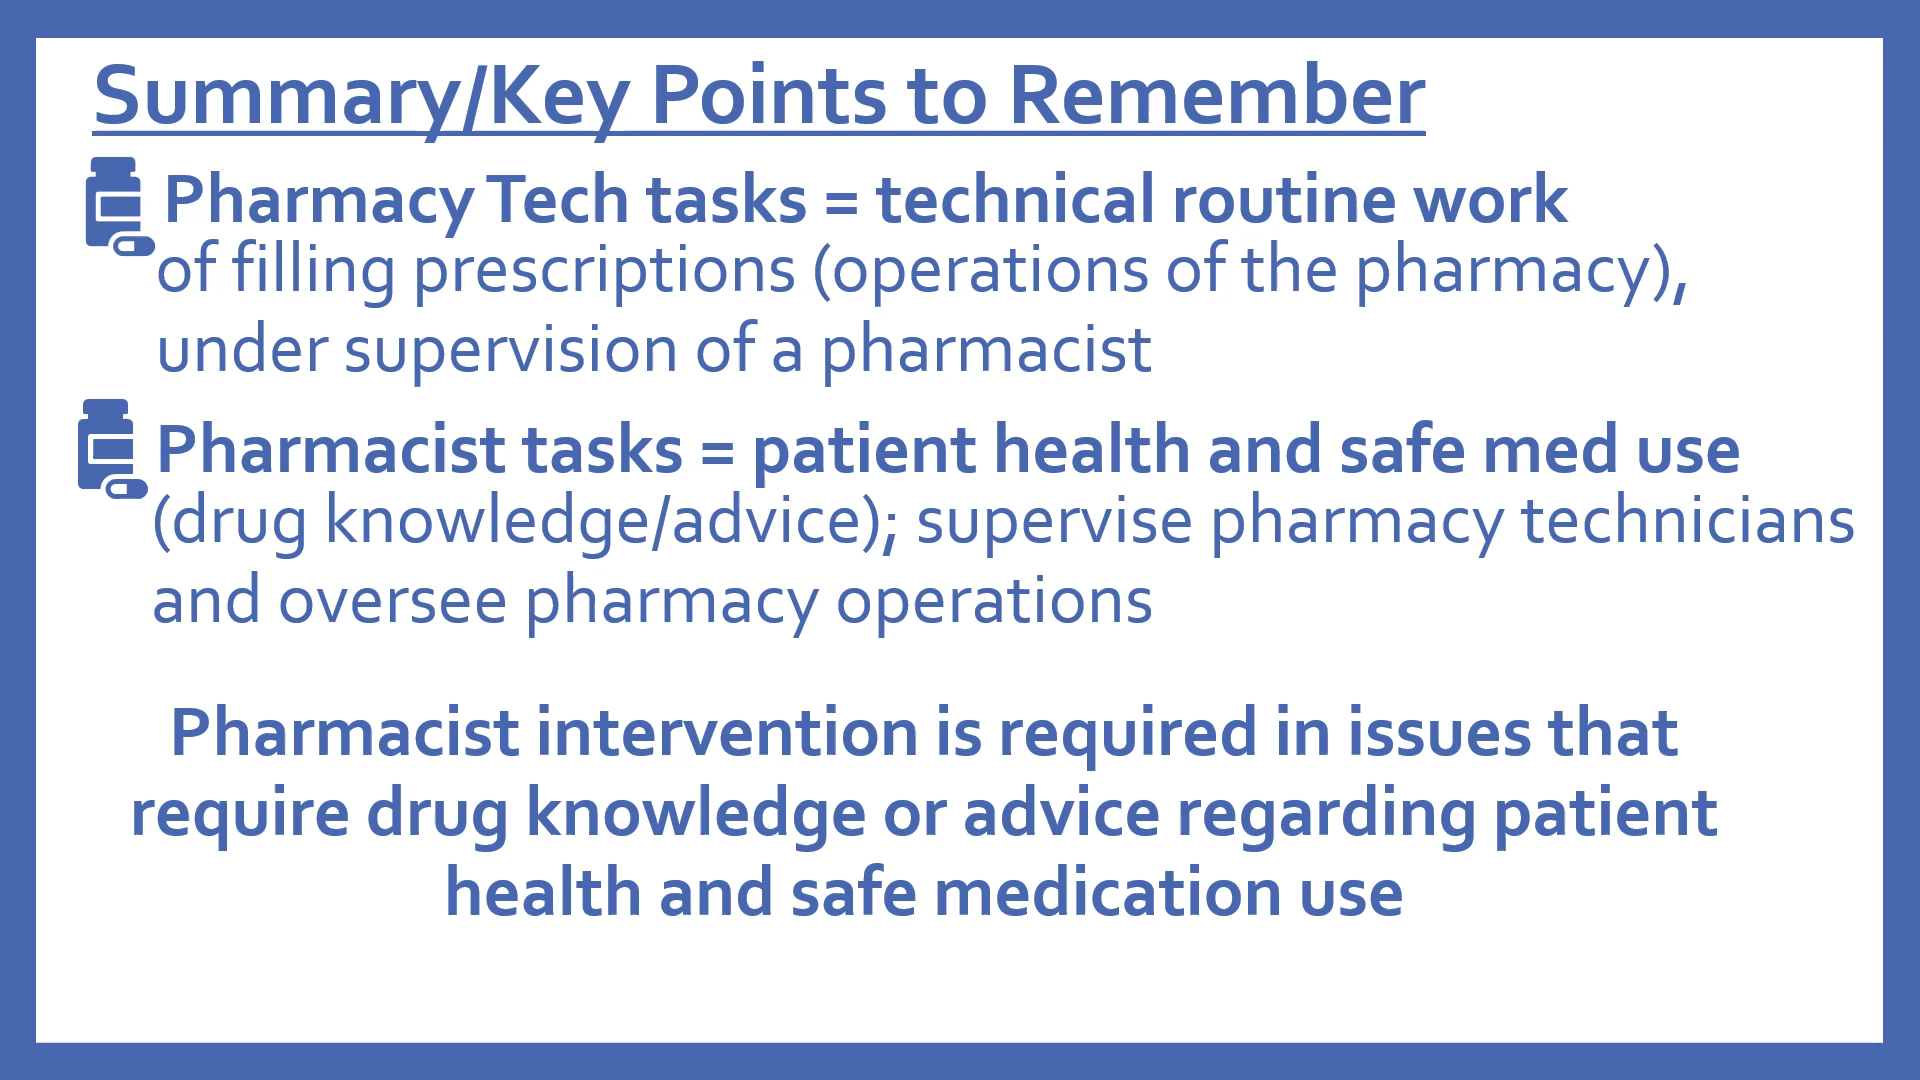 Summary/Key Points to Remember
Pharmacy Tech tasks = technical routine work
of filling prescriptions (operations of the pharmacy),
under supervision of a pharmacist
Pharmacist tasks = patient health and safe med use
(drug knowledge/advice); supervise pharmacy technicians
and oversee pharmacy operations
Pharmacist intervention is required in issues that
require drug knowledge or advice regarding patient
health and safe medication use